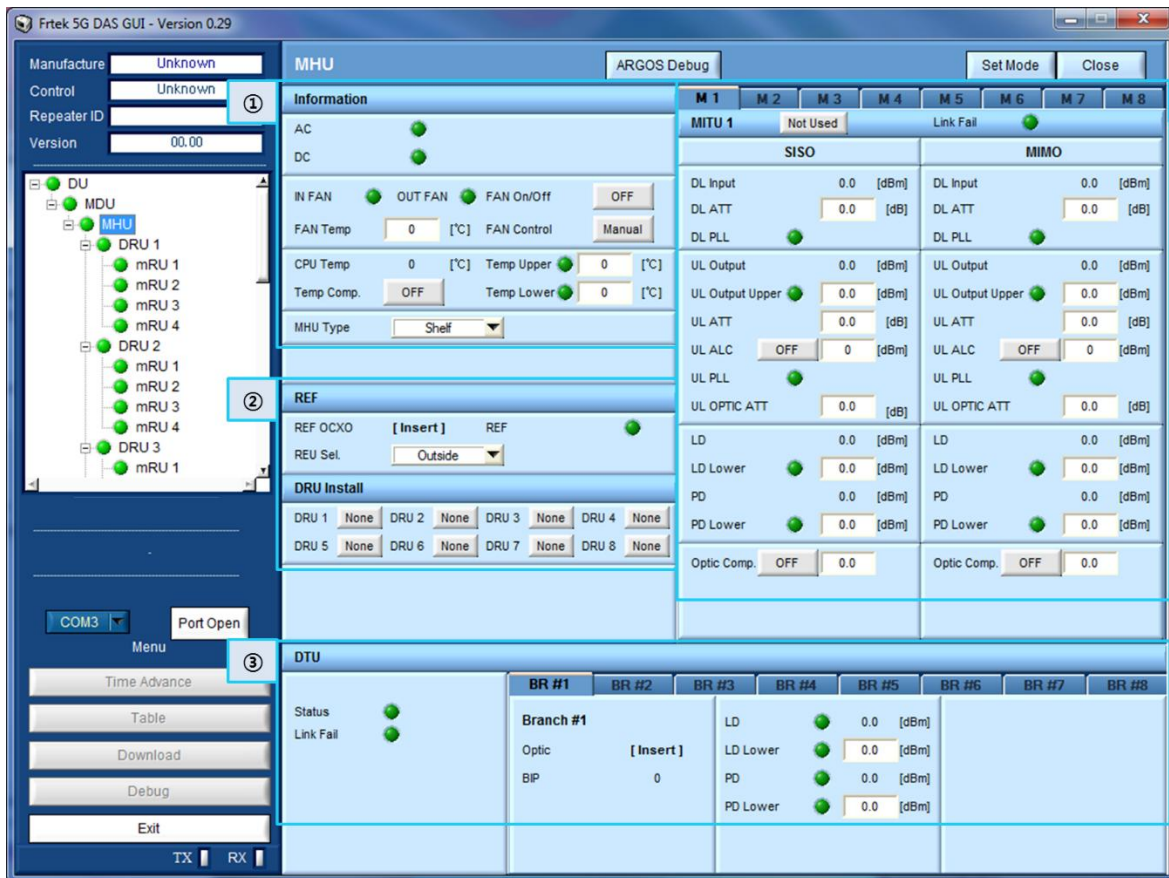 Frtek 5G DAS GUI - Version 0.29
Manufacture Unknown
Control Unknown
Repeater ID
Version 00.00
DU
MDU
MHU
DRU 1
mRU 1
mRU 2
mRU 3
mRU 4
DRU 2
mRU 1
mRU 2
mRU 3
mRU 4
DRU 3
mRU 1
COM3 Port Open
Menu
Time Advance
Table
Download
Debug
Exit
TX RX
MHU ARGOS Debug Set Mode Close
①
Information
AC
DC
IN FAN OUT FAN FAN On/Off OFF
FAN Temp 0 [℃] FAN Control Manual
CPU Temp 0 [℃] Temp Upper 0 [℃]
Temp Comp. OFF Temp Lower 0 [℃]
MHU Type Shelf
②
REF
REF OCXO [ Insert ] REF
REU Sel. Outside
DRU Install
DRU 1 None DRU 2 None DRU 3 None DRU 4 None
DRU 5 None DRU 6 None DRU 7 None DRU 8 None
M 1 M 2 M 3 M 4 M 5 M 6 M 7 M 8
MITU 1 Not Used Link Fail
SISO MIMO
DL Input 0.0 [dBm] DL Input 0.0 [dBm]
DL ATT 0.0 [dB] DL ATT 0.0 [dB]
DL PLL DL PLL
UL Output 0.0 [dBm] UL Output 0.0 [dBm]
UL Output Upper 0.0 [dBm] UL Output Upper 0.0 [dBm]
UL ATT 0.0 [dB] UL ATT 0.0 [dB]
UL ALC OFF 0 [dBm] UL ALC OFF 0 [dBm]
UL PLL UL PLL
UL OPTIC ATT 0.0 [dB] UL OPTIC ATT 0.0 [dB]
LD 0.0 [dBm] LD 0.0 [dBm]
LD Lower 0.0 [dBm] LD Lower 0.0 [dBm]
PD 0.0 [dBm] PD 0.0 [dBm]
PD Lower 0.0 [dBm] PD Lower 0.0 [dBm]
Optic Comp. OFF 0.0 Optic Comp. OFF 0.0
③
DTU
BR #1 BR #2 BR #3 BR #4 BR #5 BR #6 BR #7 BR #8
Status
Link Fail
Branch #1
Optic [ Insert ]
BIP 0
LD 0.0 [dBm]
LD Lower 0.0 [dBm]
PD 0.0 [dBm]
PD Lower 0.0 [dBm]